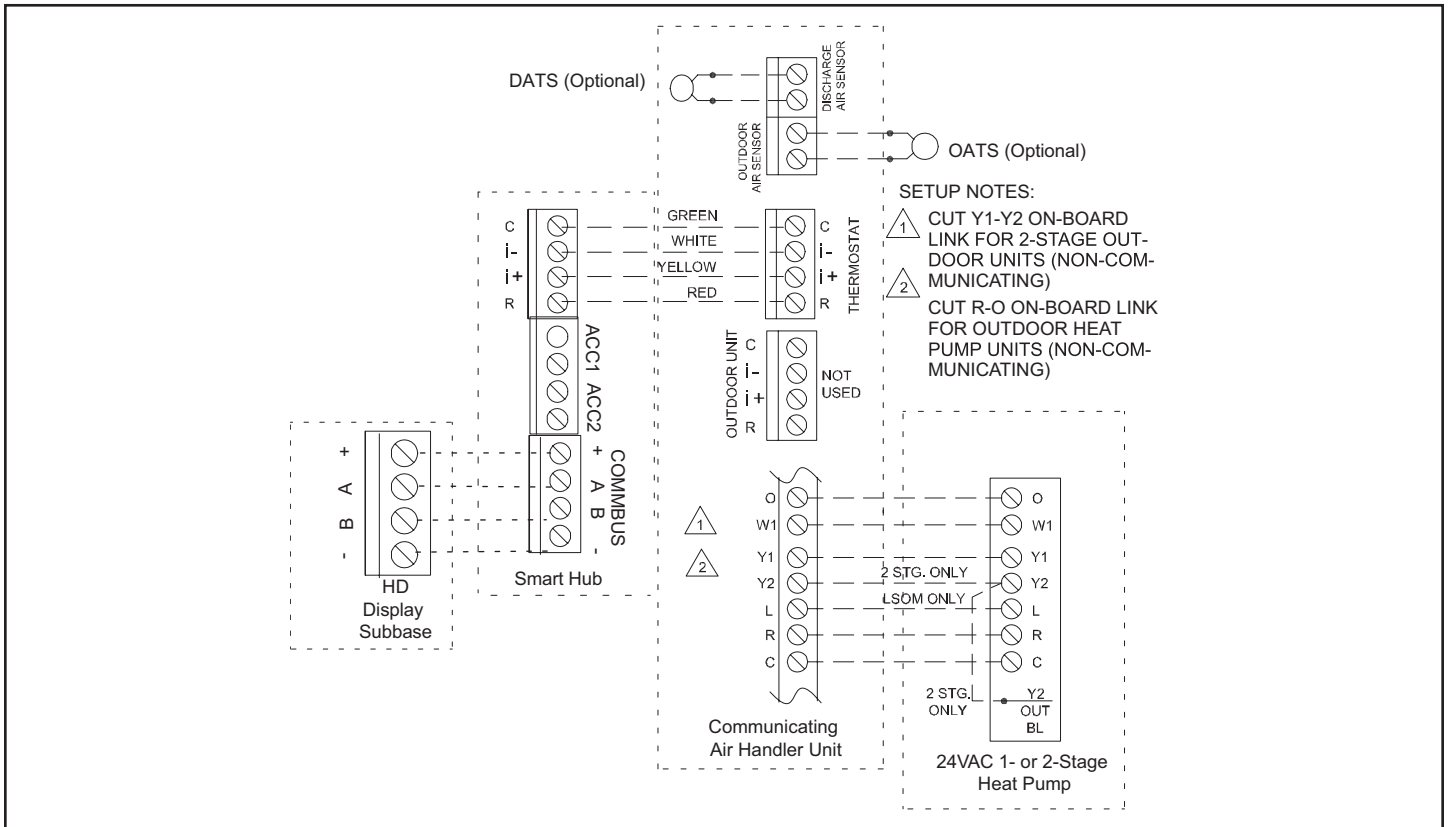 DATS (Optional)
DISCHARGE
AIR SENSOR
OUTDOOR
AIR SENSOR
OATS (Optional)
SETUP NOTES:
1
CUT Y1-Y2 ON-BOARD
LINK FOR 2-STAGE OUT-
DOOR UNITS (NON-COM-
MUNICATING)
2
CUT R-O ON-BOARD LINK
FOR OUTDOOR HEAT
PUMP UNITS (NON-COM-
MUNICATING)
C
i-
i+
R
GREEN
WHITE
YELLOW
RED
C
i-
i+
R
THERMOSTAT
ACC1 ACC2
OUTDOOR UNIT
C
i-
i+
R
NOT
USED
+
A
B
-
HD
Display
Subbase
+
A
B
-
COMMBUS
Smart Hub
1
2
O
W1
Y1
Y2
L
R
C
2 STG. ONLY
LSOM ONLY
2 STG.
ONLY
O
W1
Y1
Y2
L
R
C
Y2
OUT
BL
Communicating
Air Handler Unit
24VAC 1- or 2-Stage
Heat Pump